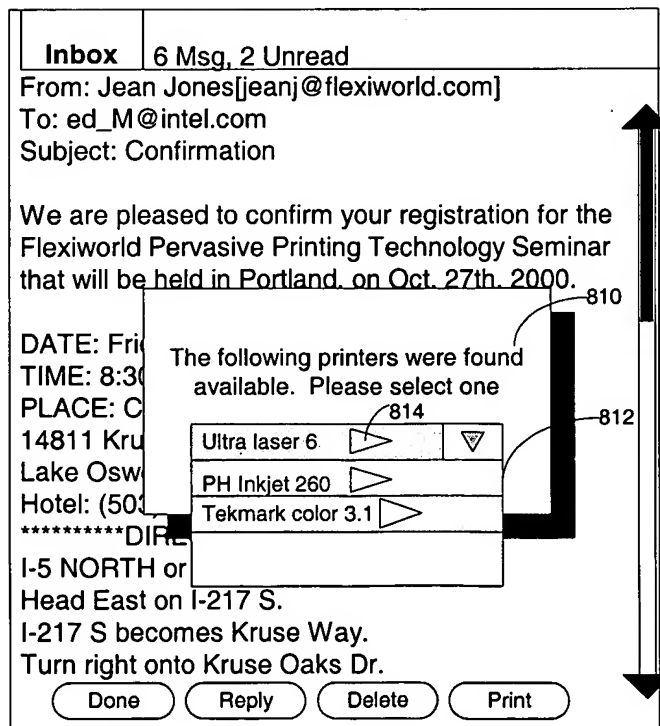 Inbox 6 Msg, 2 Unread
From: Jean Jones[jeanj@flexiworld.com]
To: ed_M@intel.com
Subject: Confirmation
We are pleased to confirm your registration for the
Flexiworld Pervasive Printing Technology Seminar
that will be held in Portland, on Oct. 27th, 2000.
810
DATE: Fri
The following printers were found
TIME: 8:30
available. Please select one
PLACE: C
814
812
14811 Kru
Ultra laser 6
Lake Osw
PH Inkjet 260
Hotel: (503
Tekmark color 3.1
**********DIRE
I-5 NORTH or
Head East on I-217 S.
I-217 S becomes Kruse Way.
Turn right onto Kruse Oaks Dr.
Done Reply Delete Print